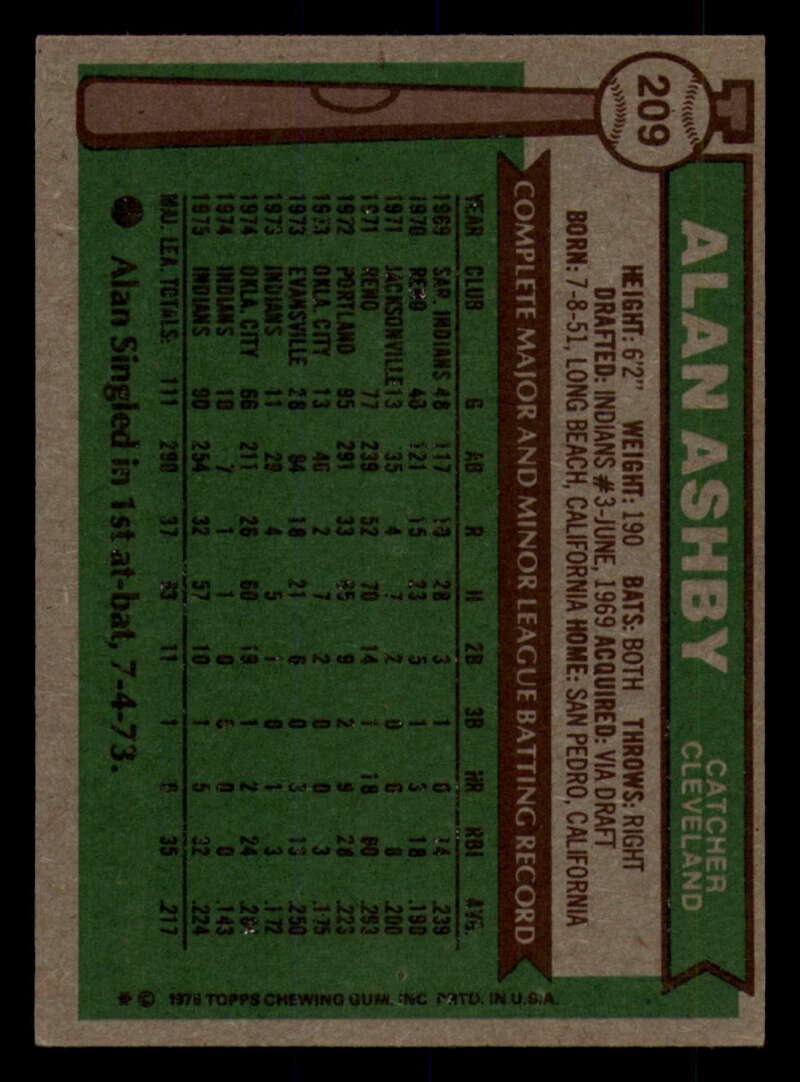 209
ALAN ASHBY
CATCHER
CLEVELAND
HEIGHT: 6'2" WEIGHT: 190 BATS: BOTH THROWS: RIGHT
DRAFTED: INDIANS #3-JUNE, 1969 ACQUIRED: VIA DRAFT
BORN: 7-8-51, LONG BEACH, CALIFORNIA HOME: SAN PEDRO, CALIFORNIA
COMPLETE MAJOR AND MINOR LEAGUE BATTING RECORD
YEAR CLUB G AB R H 2B 3B HR RBI AVG.
1969 SAR. INDIANS 48 117 19 28 3 1 0 14 .239
1970 RENO 43 121 15 23 5 1 3 18 .190
1971 JACKSONVILLE 13 35 4 7 2 0 0 8 .200
1971 RENO 77 239 52 70 14 1 18 60 .293
1972 PORTLAND 95 291 33 65 9 2 9 28 .223
1973 OKLA. CITY 13 40 2 7 2 0 0 3 .175
1973 EVANSVILLE 28 84 18 21 6 0 3 13 .250
1973 INDIANS 11 29 4 5 1 0 1 3 .172
1974 OKLA. CITY 66 211 26 60 19 1 2 24 .284
1974 INDIANS 10 7 1 1 0 0 0 0 .143
1975 INDIANS 90 254 32 57 10 1 5 32 .224
MAJ. LEA. TOTALS: 111 290 37 63 11 1 6 35 .217
Alan Singled in 1st at-bat, 7-4-73.
* © 1976 TOPPS CHEWING GUM, INC. PRTD. IN U.S.A.